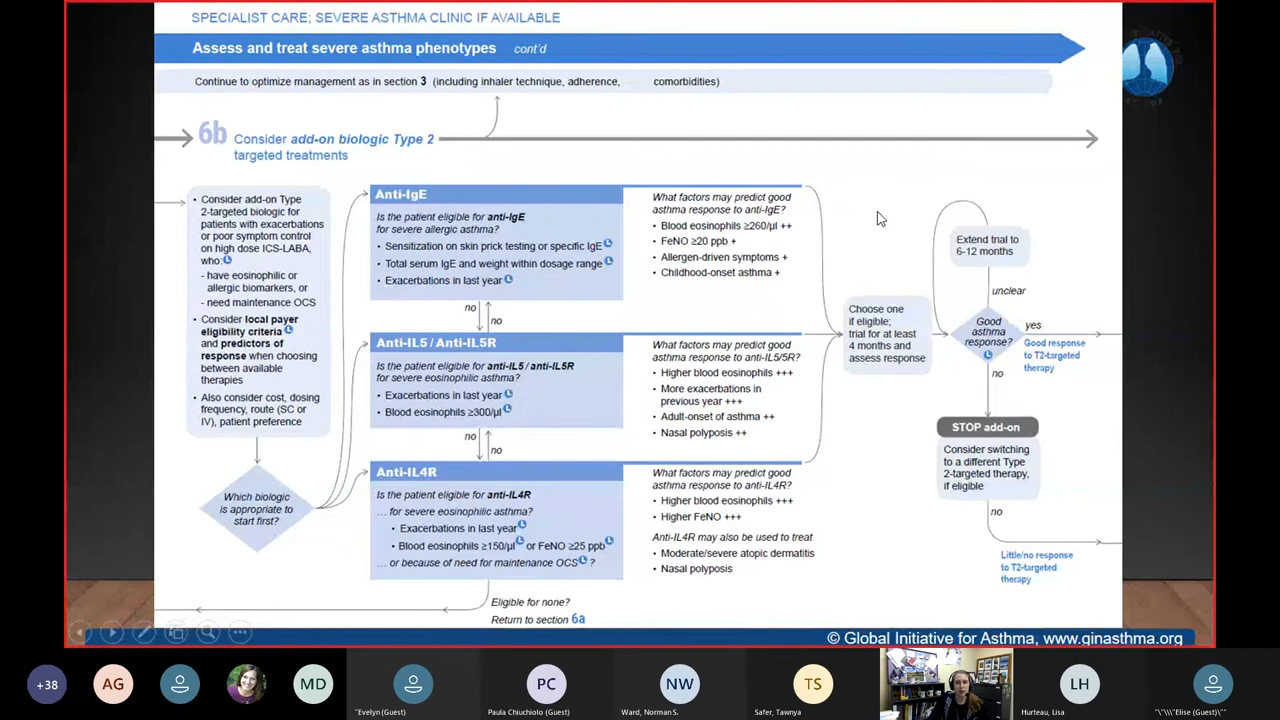 SPECIALIST CARE; SEVERE ASTHMA CLINIC IF AVAILABLE
Assess and treat severe asthma phenotypes cont'd
Continue to optimize management as in section 3 (including inhaler technique, adherence, comorbidities)
6b Consider add-on biologic Type 2
targeted treatments
• Consider add-on Type
2-targeted biologic for
patients with exacerbations
or poor symptom control
on high dose ICS-LABA,
who:
- have eosinophilic or
allergic biomarkers, or
- need maintenance OCS
• Consider local payer
eligibility criteria
and predictors of
response when choosing
between available
therapies
• Also consider cost, dosing
frequency, route (SC or
IV), patient preference
Which biologic
is appropriate to
start first?
Anti-IgE
Is the patient eligible for anti-IgE
for severe allergic asthma?
• Sensitization on skin prick testing or specific IgE
• Total serum IgE and weight within dosage range
• Exacerbations in last year
What factors may predict good
asthma response to anti-IgE?
• Blood eosinophils ≥260/µl ++
• FeNO ≥20 ppb +
• Allergen-driven symptoms +
• Childhood-onset asthma +
no
no
Anti-IL5 / Anti-IL5R
Is the patient eligible for anti-IL5 / anti-IL5R
for severe eosinophilic asthma?
• Exacerbations in last year
• Blood eosinophils ≥300/µl
What factors may predict good
asthma response to anti-IL5/5R?
• Higher blood eosinophils +++
• More exacerbations in
previous year +++
• Adult-onset of asthma ++
• Nasal polyposis ++
no
no
Anti-IL4R
Is the patient eligible for anti-IL4R
... for severe eosinophilic asthma?
• Exacerbations in last year
• Blood eosinophils ≥150/µl or FeNO ≥25 ppb
... or because of need for maintenance OCS ?
What factors may predict good
asthma response to anti-IL4R?
• Higher blood eosinophils +++
• Higher FeNO +++
Anti-IL4R may also be used to treat
• Moderate/severe atopic dermatitis
• Nasal polyposis
Eligible for none?
Return to section 6a
Choose one
if eligible;
trial for at least
4 months and
assess response
Extend trial to
6-12 months
unclear
Good
asthma
response?
yes
Good response
to T2-targeted
therapy
no
STOP add-on
Consider switching
to a different Type
2-targeted therapy,
if eligible
no
Little/no response
to T2-targeted
therapy
© Global Initiative for Asthma, www.ginasthma.org
+38
AG
MD
PC
NW
TS
LH
"Evelyn (Guest)
Paula Chiuchiolo (Guest)
Ward, Norman S.
Safer, Tawnya
Hurteau, Lisa
"\"\\\"Elise (Guest)\""